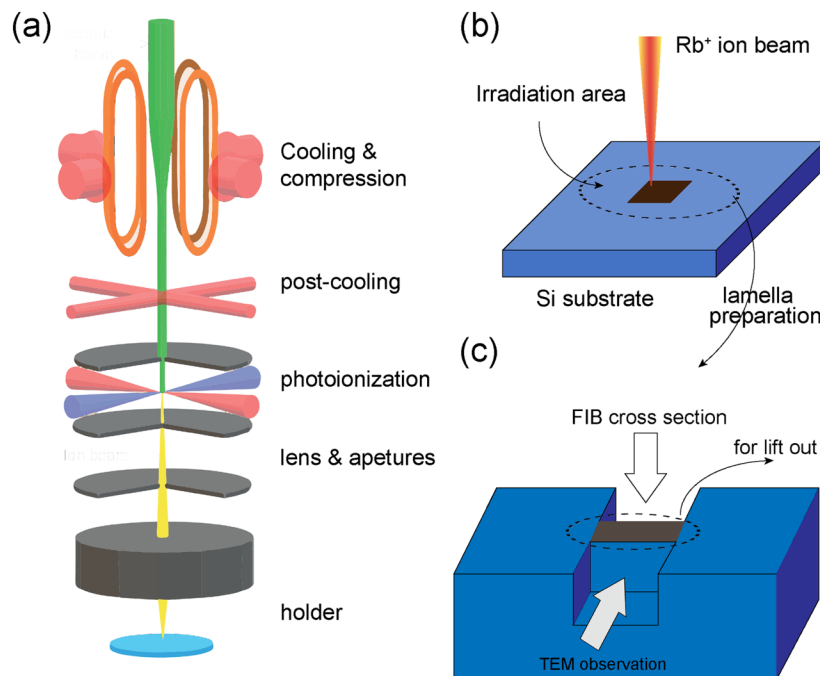 (a)
Cooling &
compression
post-cooling
photoionization
lens & apetures
holder
(b)
Rb⁺ ion beam
Irradiation area
Si substrate
lamella
preparation
(c)
FIB cross section
for lift out
TEM observation